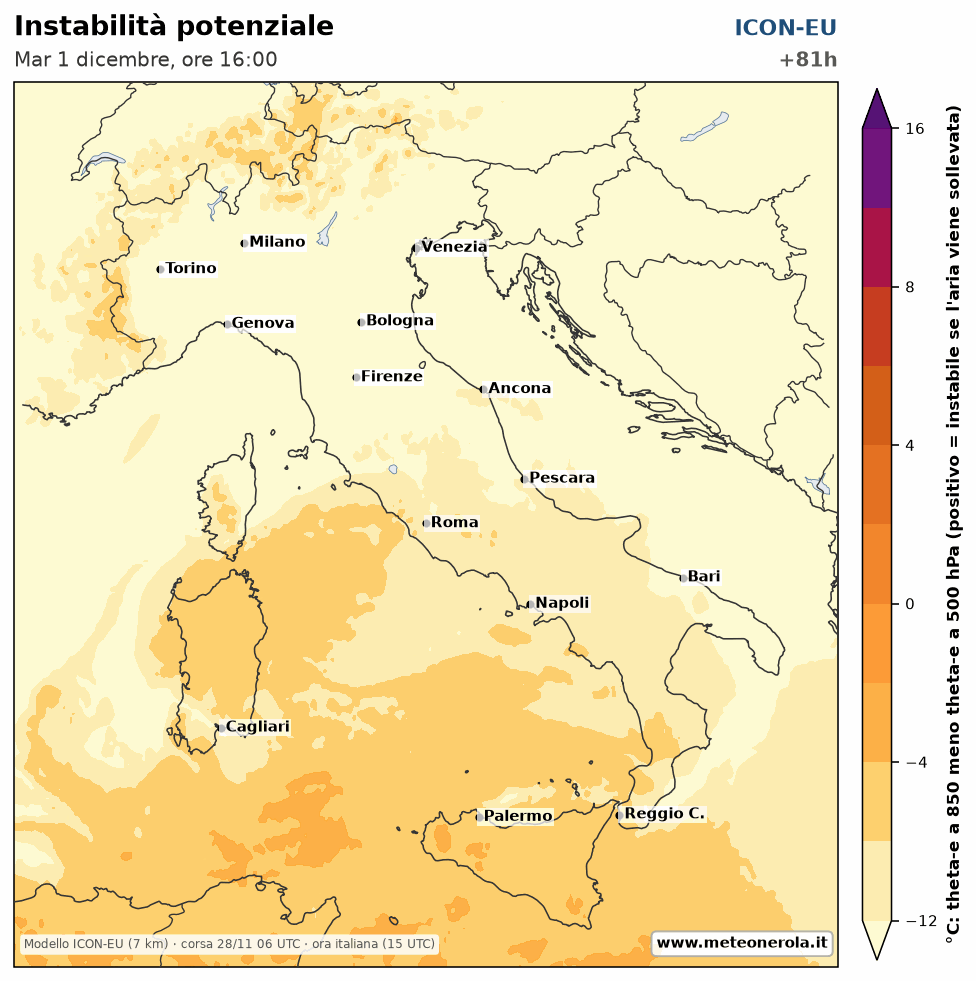 Instabilità potenziale
ICON-EU
Mar 1 dicembre, ore 16:00
+81h
Milano
Venezia
Torino
Genova
Bologna
Firenze
Ancona
Pescara
Roma
Bari
Napoli
Cagliari
Palermo
Reggio C.
Modello ICON-EU (7 km) · corsa 28/11 06 UTC · ora italiana (15 UTC)
www.meteonerola.it
16
8
4
0
−4
−12
°C: theta-e a 850 meno theta-e a 500 hPa (positivo = instabile se l'aria viene sollevata)